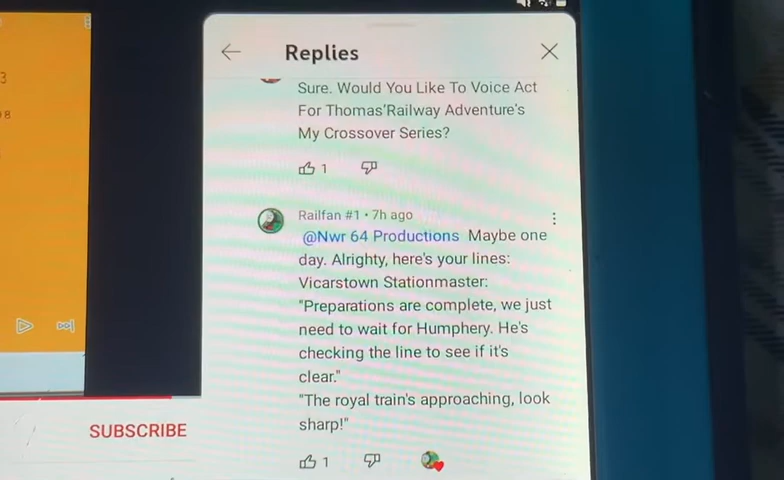 Replies
Sure. Would You Like To Voice Act
For Thomas'Railway Adventure's
My Crossover Series?
1
Railfan #1 • 7h ago
@Nwr 64 Productions Maybe one
day. Alrighty, here's your lines:
Vicarstown Stationmaster:
"Preparations are complete, we just
need to wait for Humphery. He's
checking the line to see if it's
clear."
"The royal train's approaching, look
sharp!"
1
3
8
SUBSCRIBE